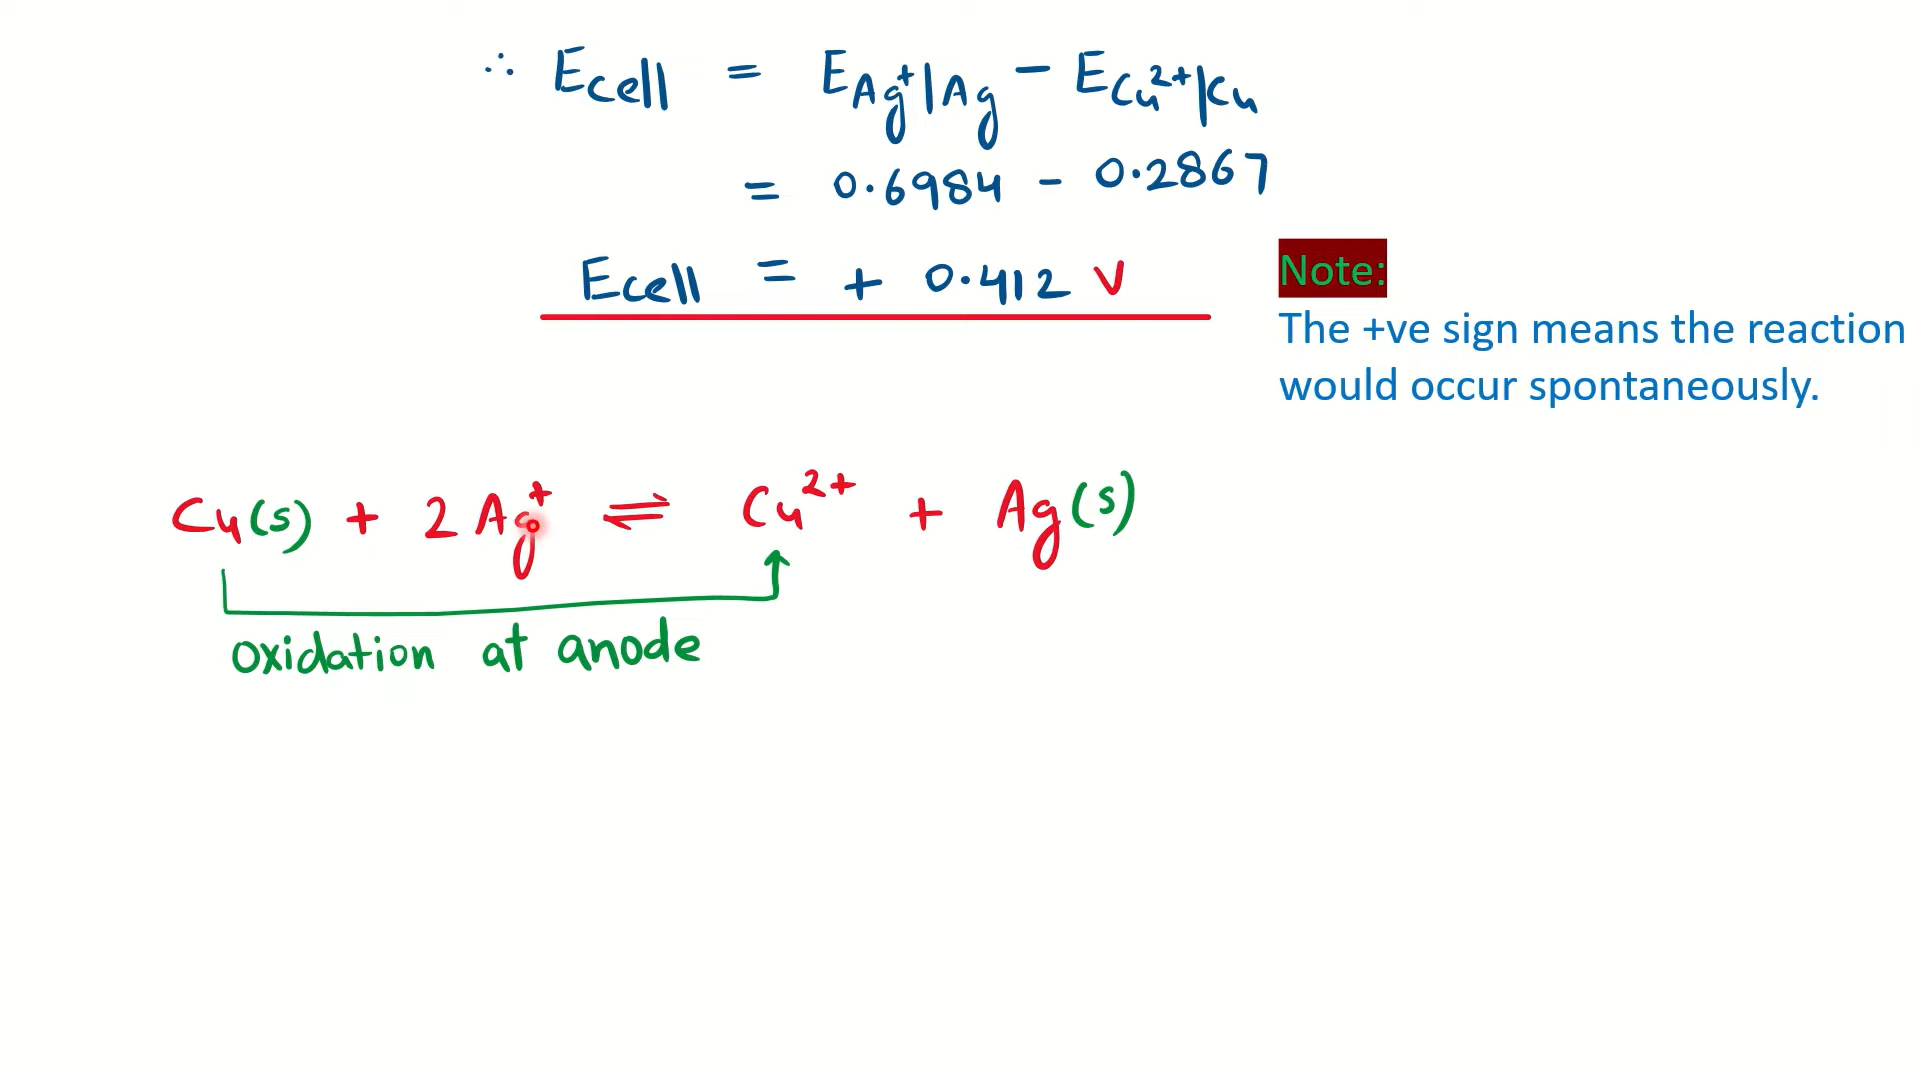 ∴ Ecell = EAg⁺|Ag − ECu²⁺|Cu
= 0.6984 - 0.2867
Ecell = + 0.412 V
Note:
The +ve sign means the reaction
would occur spontaneously.
Cu(s) + 2Ag⁺ ⇌ Cu²⁺ + Ag(s)
oxidation at anode